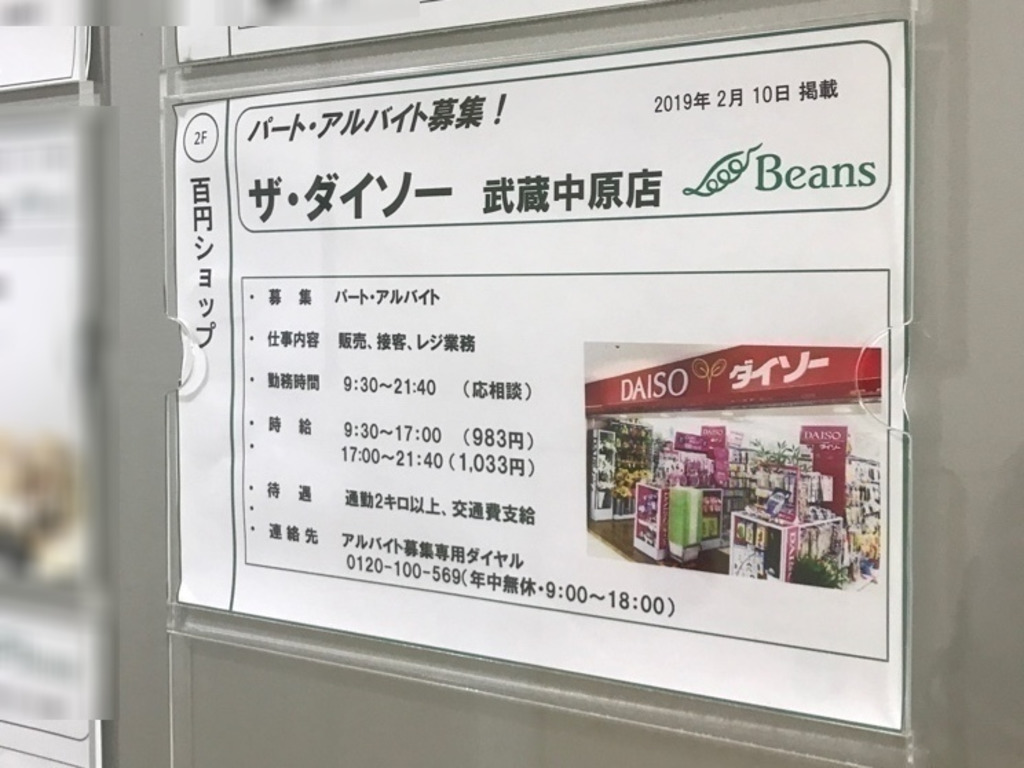 2F
百円ショップ
パート・アルバイト募集！
2019年 2月 10日 掲載
ザ・ダイソー 武蔵中原店
Beans
・ 募 集 パート・アルバイト
・ 仕事内容 販売、接客、レジ業務
・ 勤務時間 9:30～21:40 （応相談）
・ 時 給 9:30～17:00 （983円）
・ 17:00～21:40（1,033円）
・ 待 遇 通勤2キロ以上、交通費支給
・
・ 連絡先 アルバイト募集専用ダイヤル
0120-100-569（年中無休・9:00～18:00）
DAISO ダイソー
DAISO
DAISO
ダイソー
DAISO